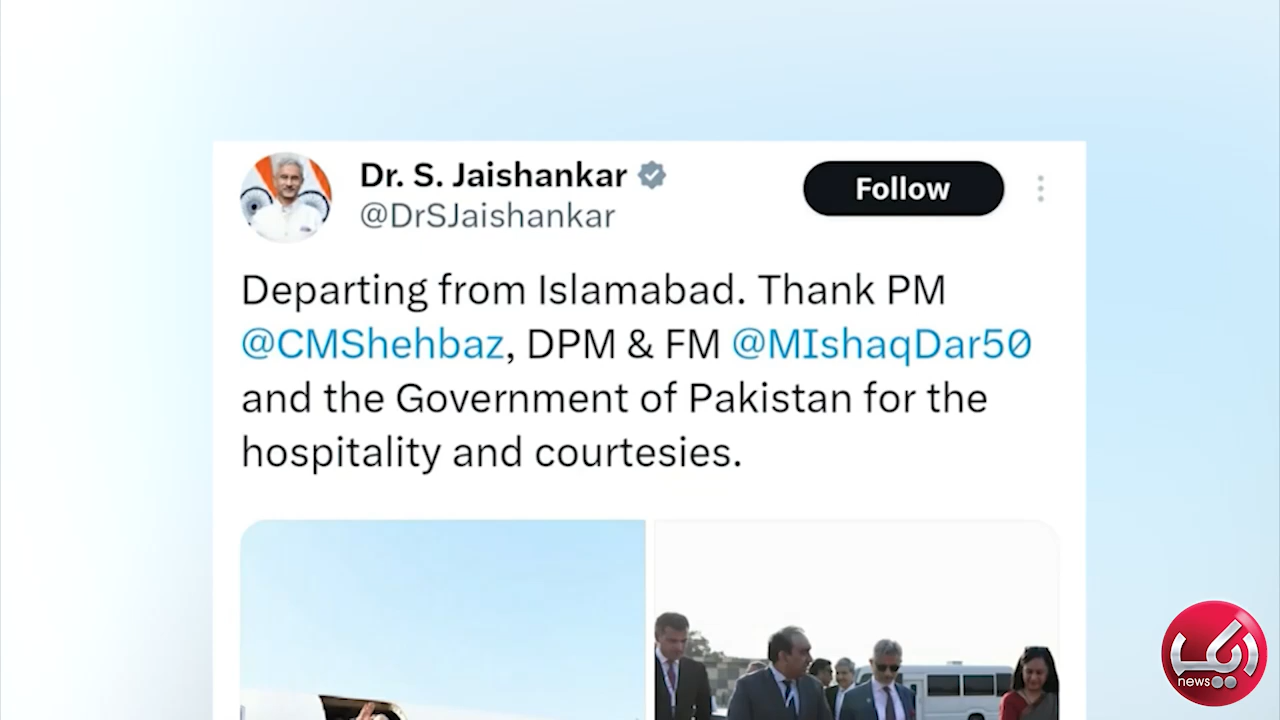 Dr. S. Jaishankar
@DrSJaishankar
Follow
Departing from Islamabad. Thank PM
@CMShehbaz, DPM & FM @MIshaqDar50
and the Government of Pakistan for the
hospitality and courtesies.
ایک
news